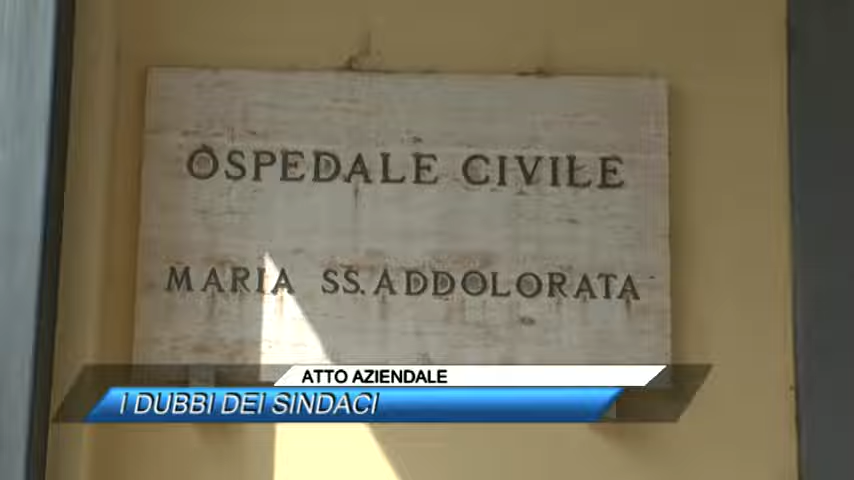 OSPEDALE CIVILE
MARIA SS. ADDOLORATA
ATTO AZIENDALE
I DUBBI DEI SINDACI